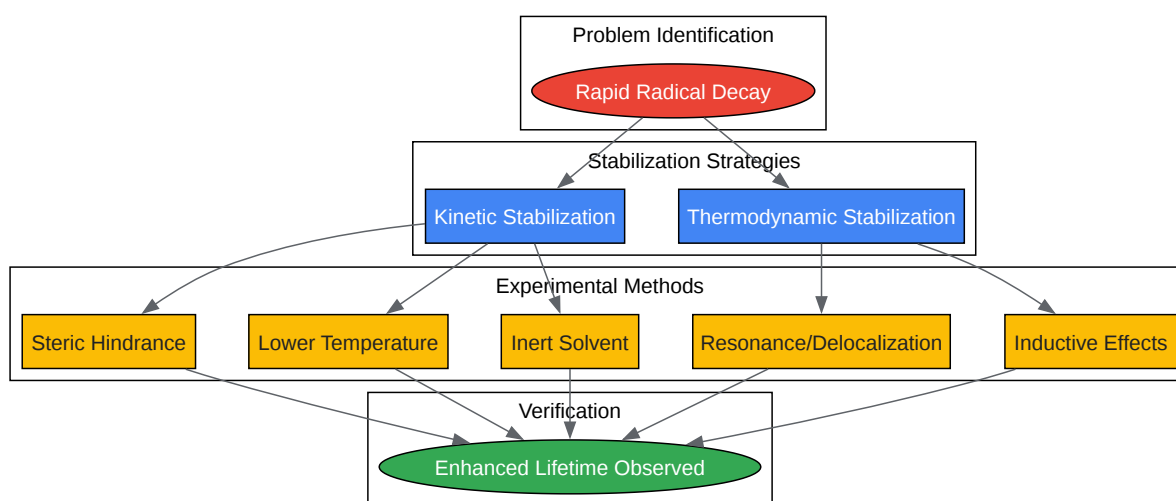 Problem Identification
Rapid Radical Decay
Stabilization Strategies
Kinetic Stabilization
Thermodynamic Stabilization
Experimental Methods
Steric Hindrance
Lower Temperature
Inert Solvent
Resonance/Delocalization
Inductive Effects
Verification
Enhanced Lifetime Observed